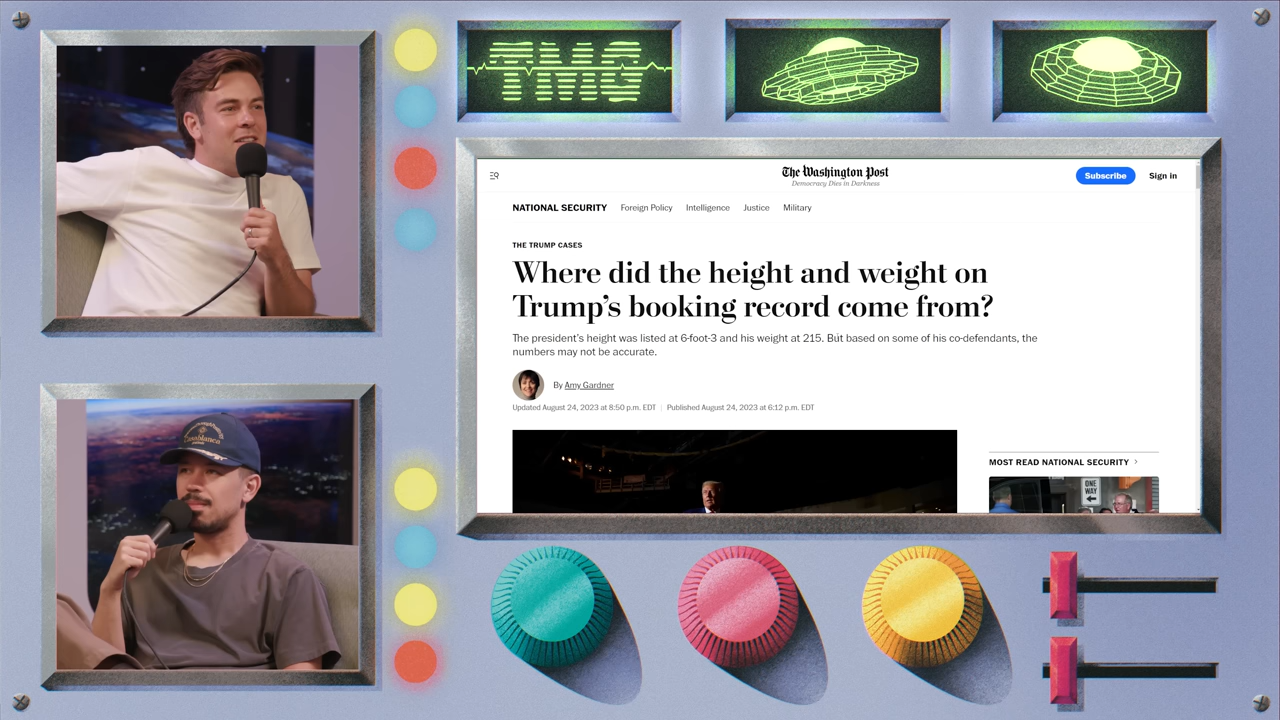 TMG
The Washington Post
Democracy Dies in Darkness
Subscribe
Sign in
NATIONAL SECURITY
Foreign Policy
Intelligence
Justice
Military
THE TRUMP CASES
Where did the height and weight on
Trump's booking record come from?
The president's height was listed at 6-foot-3 and his weight at 215. But based on some of his co-defendants, the
numbers may not be accurate.
By Amy Gardner
Updated August 24, 2023 at 8:50 p.m. EDT | Published August 24, 2023 at 6:12 p.m. EDT
MOST READ NATIONAL SECURITY >
ONE
WAY
Casablanca